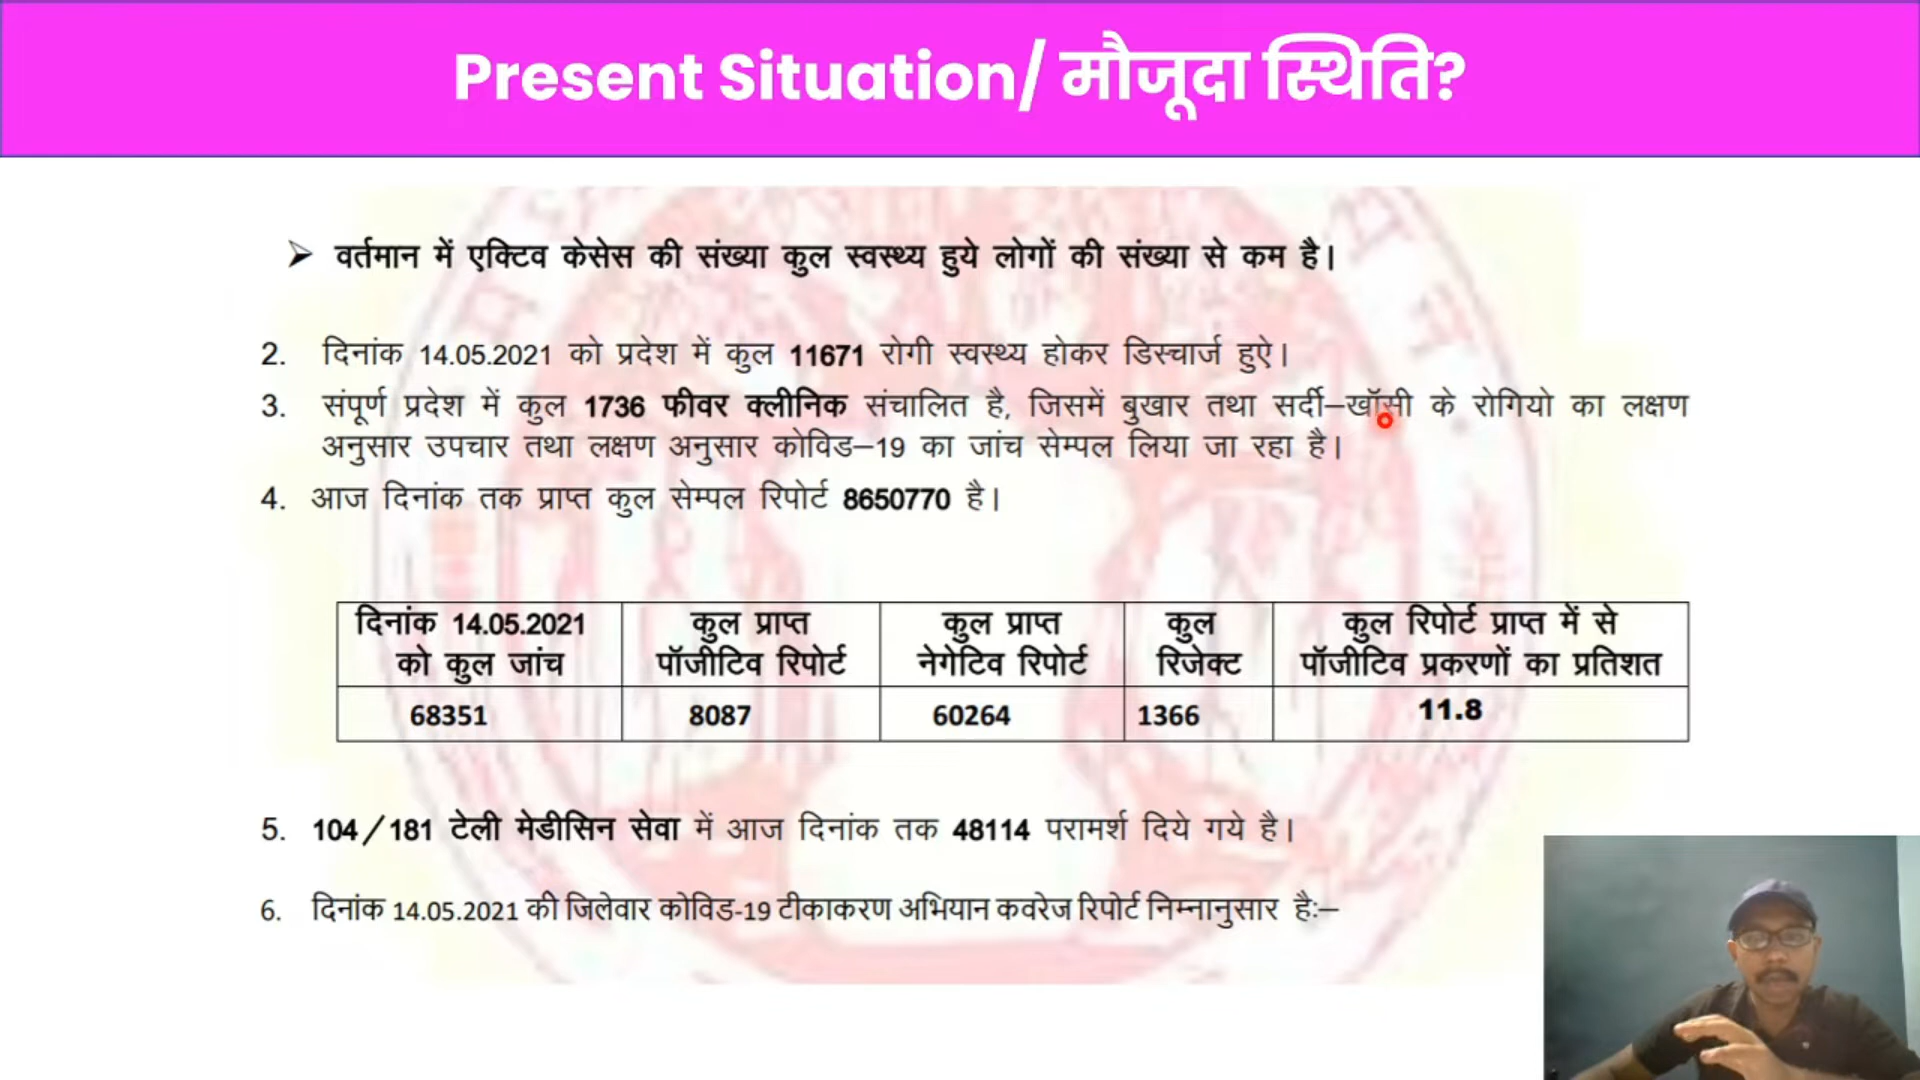 Present Situation/ मौजूदा स्थिति?
➢ वर्तमान में एक्टिव केसेस की संख्या कुल स्वस्थ्य हुये लोगों की संख्या से कम है।
2. दिनांक 14.05.2021 को प्रदेश में कुल 11671 रोगी स्वस्थ्य होकर डिस्चार्ज हुऐ।
3. संपूर्ण प्रदेश में कुल 1736 फीवर क्लीनिक संचालित है, जिसमें बुखार तथा सर्दी–खॉसी के रोगियो का लक्षण
अनुसार उपचार तथा लक्षण अनुसार कोविड–19 का जांच सेम्पल लिया जा रहा है।
4. आज दिनांक तक प्राप्त कुल सेम्पल रिपोर्ट 8650770 है।
दिनांक 14.05.2021 कुल प्राप्त कुल प्राप्त कुल कुल रिपोर्ट प्राप्त में से
को कुल जांच पॉजीटिव रिपोर्ट नेगेटिव रिपोर्ट रिजेक्ट पॉजीटिव प्रकरणों का प्रतिशत
68351 8087 60264 1366 11.8
5. 104/181 टेली मेडीसिन सेवा में आज दिनांक तक 48114 परामर्श दिये गये है।
6. दिनांक 14.05.2021 की जिलेवार कोविड-19 टीकाकरण अभियान कवरेज रिपोर्ट निम्नानुसार है:–